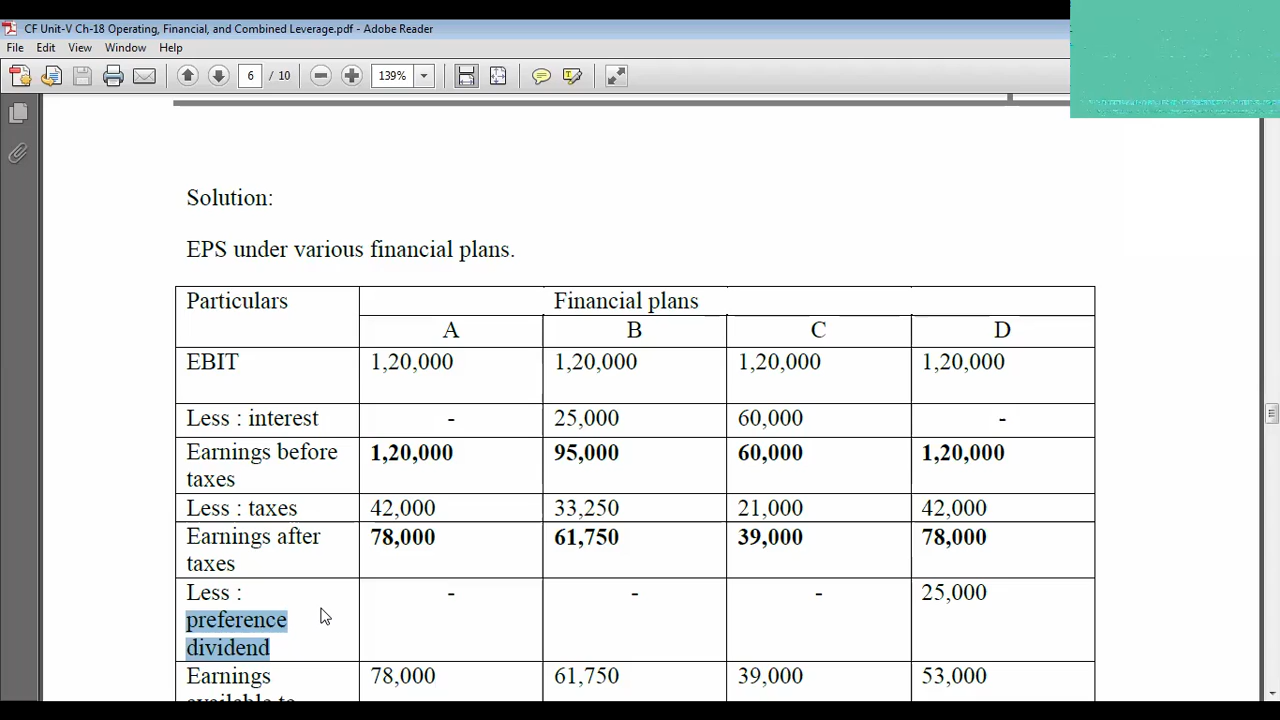 CF Unit-V Ch-18 Operating, Financial, and Combined Leverage.pdf - Adobe Reader
File Edit View Window Help
6 / 10 139%
Solution:
EPS under various financial plans.
Particulars Financial plans
A B C D
EBIT 1,20,000 1,20,000 1,20,000 1,20,000
Less : interest - 25,000 60,000 -
Earnings before 1,20,000 95,000 60,000 1,20,000
taxes
Less : taxes 42,000 33,250 21,000 42,000
Earnings after 78,000 61,750 39,000 78,000
taxes
Less : - - - 25,000
preference
dividend
Earnings 78,000 61,750 39,000 53,000
available to